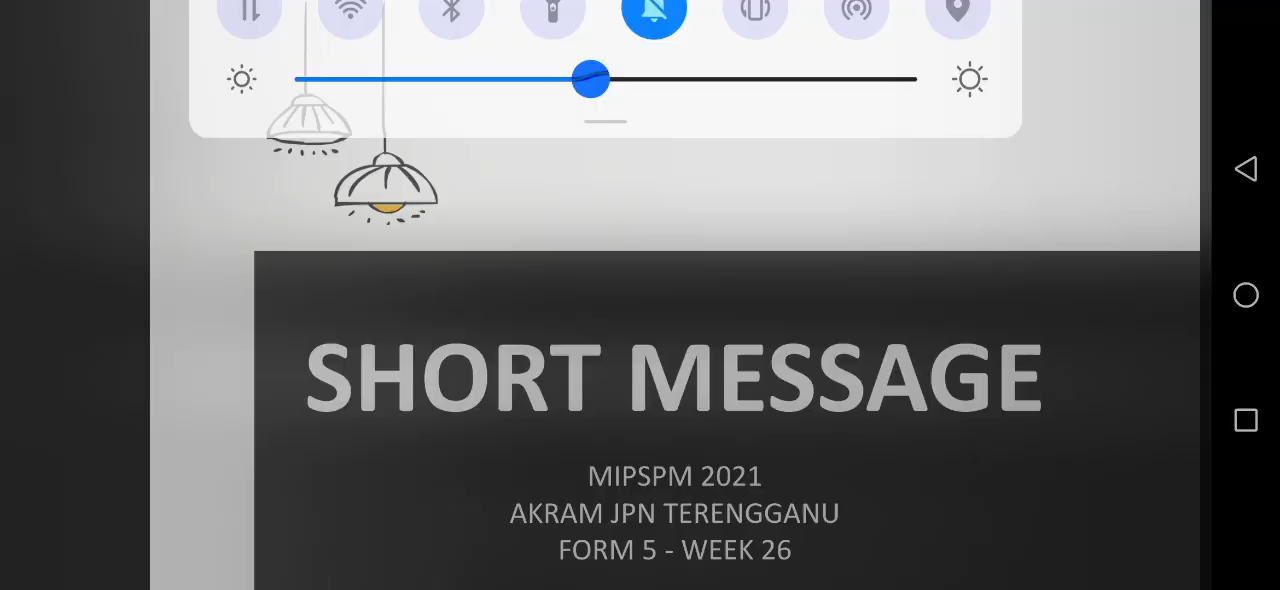 SHORT MESSAGE
MIPSPM 2021
AKRAM JPN TERENGGANU
FORM 5 - WEEK 26